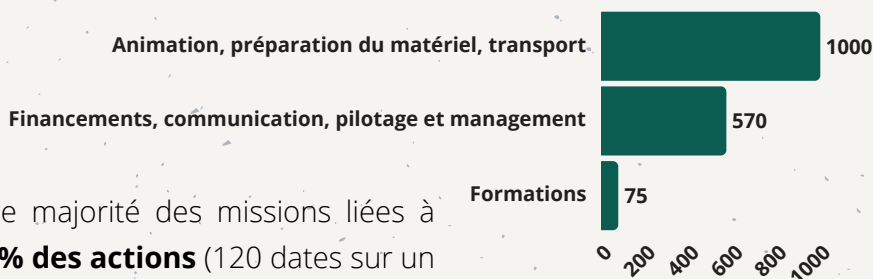 Animation, préparation du matériel, transport
1000
Financements, communication, pilotage et management
570
Formations
75
0 200 400 600 800 1000
e majorité des missions liées à
% des actions (120 dates sur un